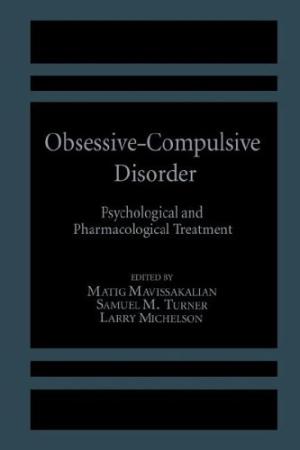 Obsessive-Compulsive
Disorder
Psychological and
Pharmacological Treatment
EDITED BY
MATIG MAVISSAKALIAN
SAMUEL M. TURNER
LARRY MICHELSON